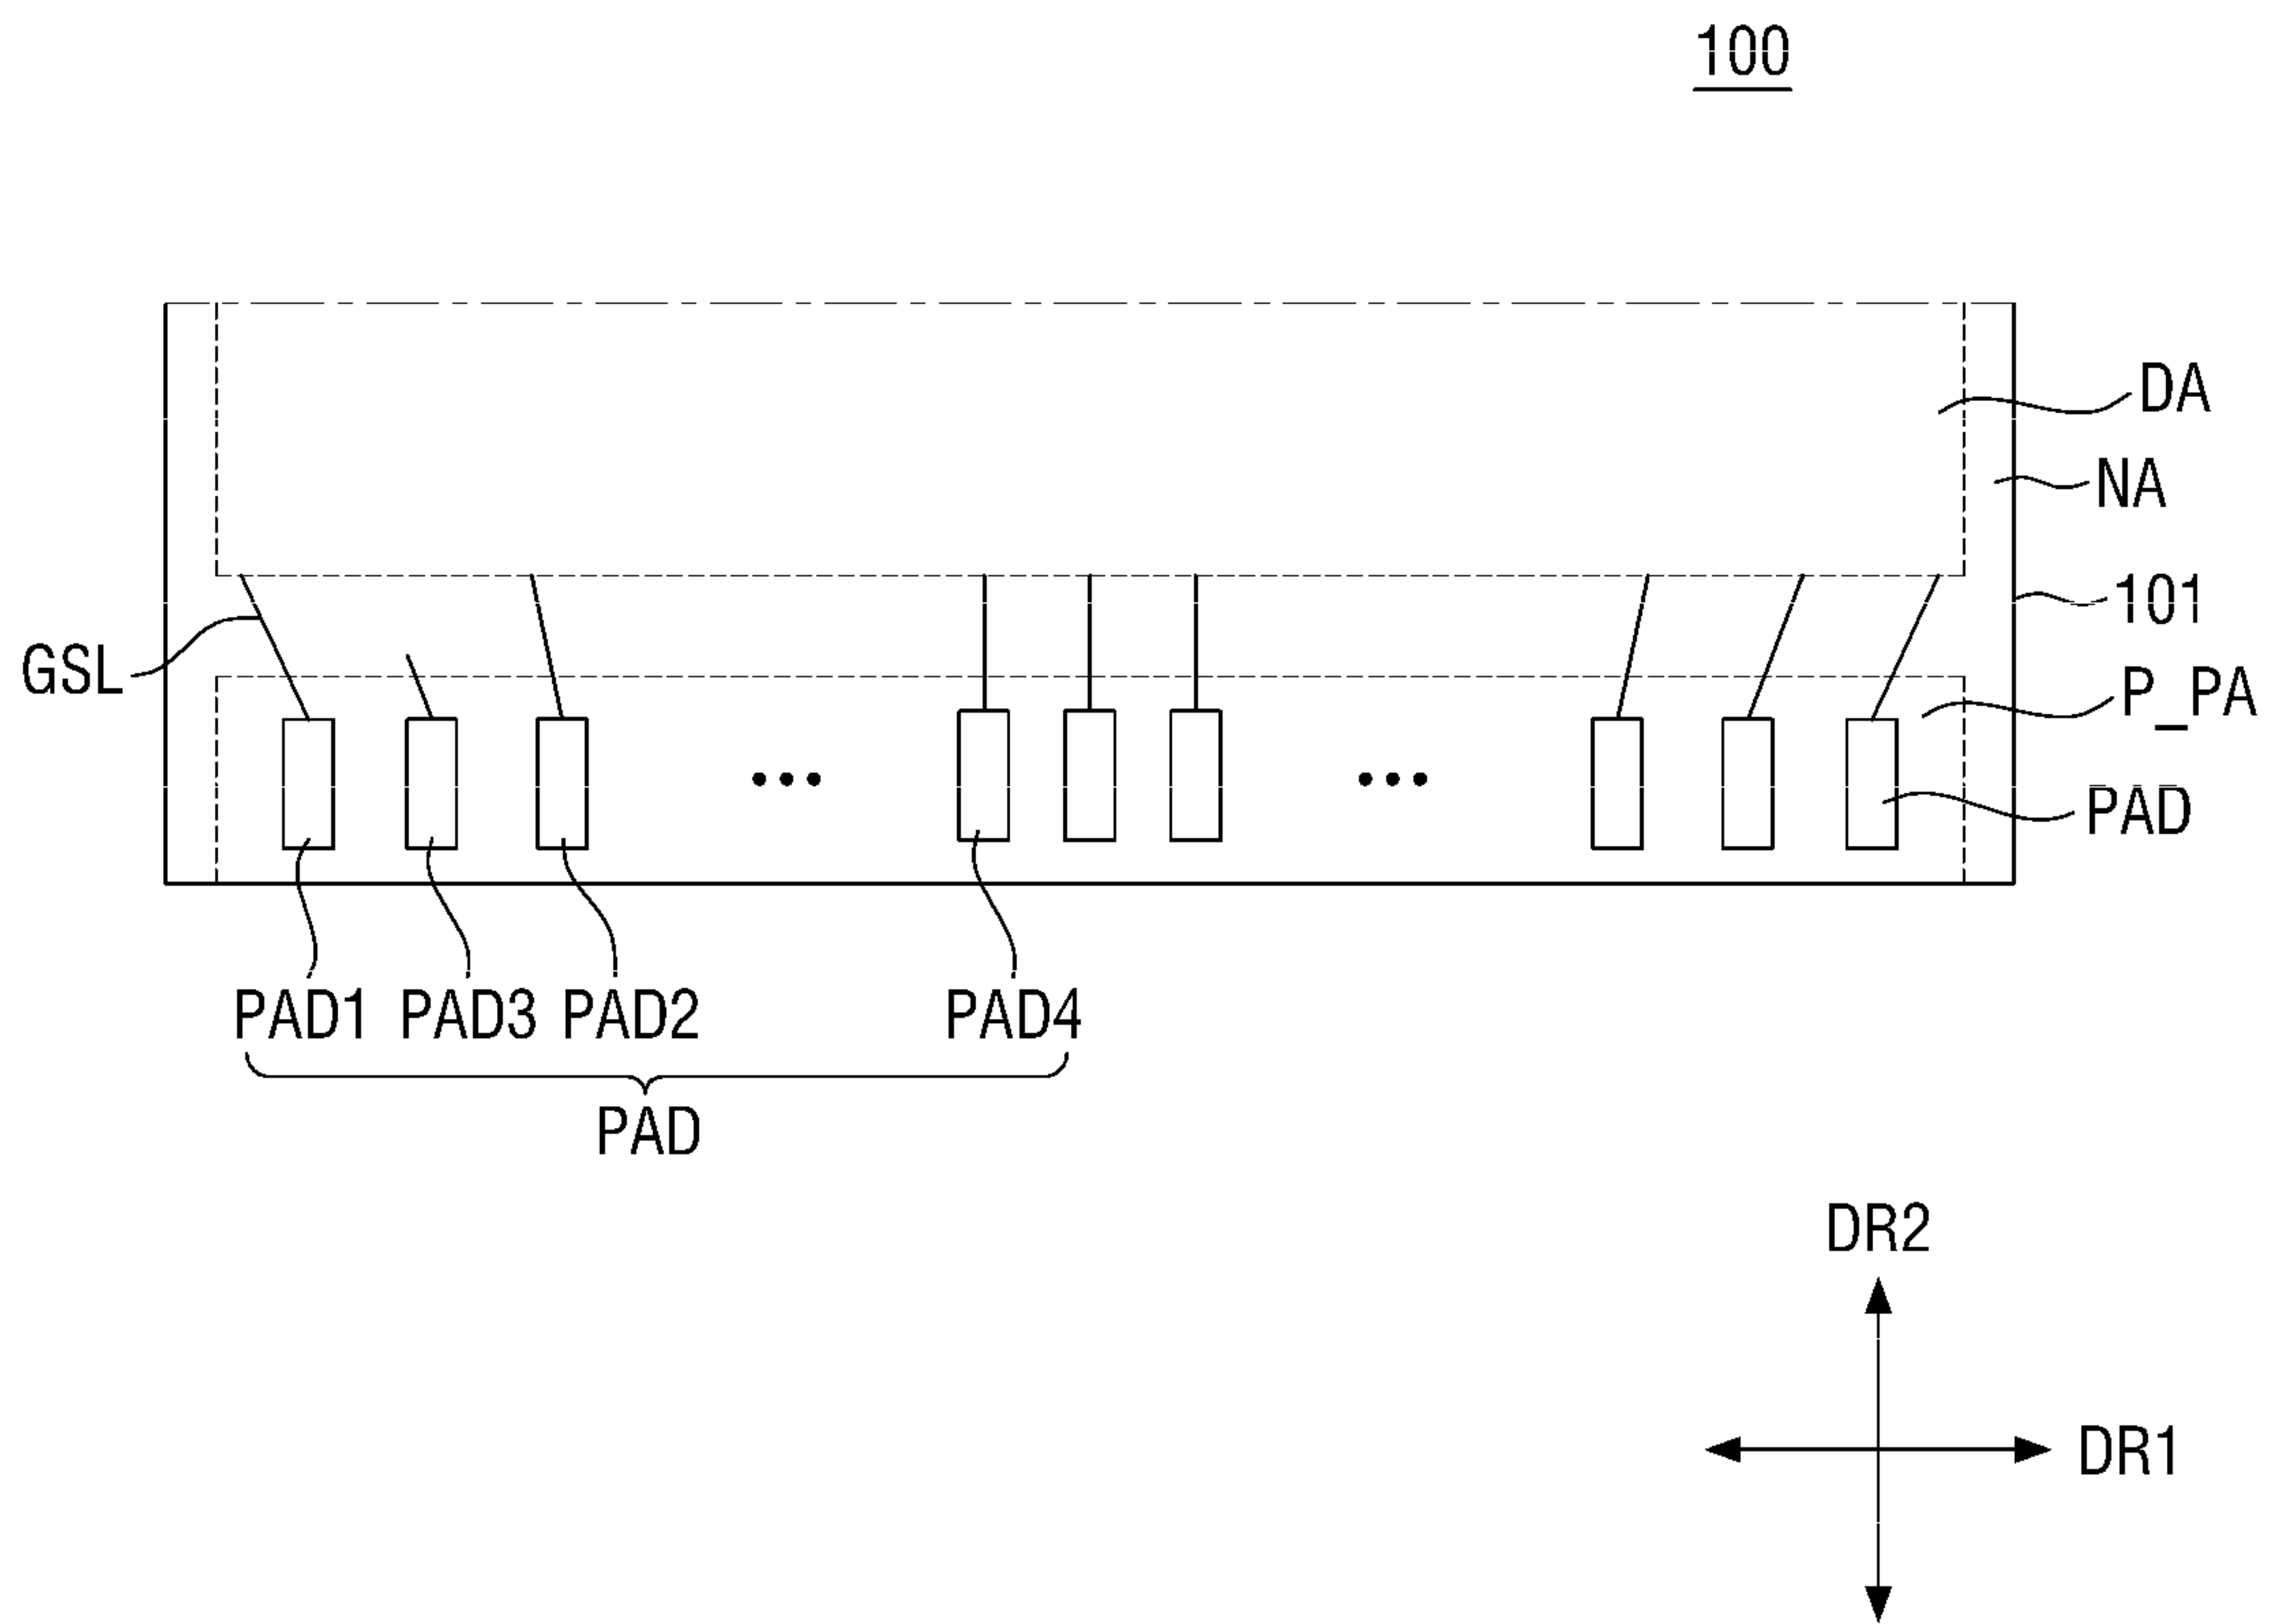 100
DA
NA
101
GSL
P_PA
PAD
PAD1 PAD3 PAD2 PAD4
PAD
DR2
DR1